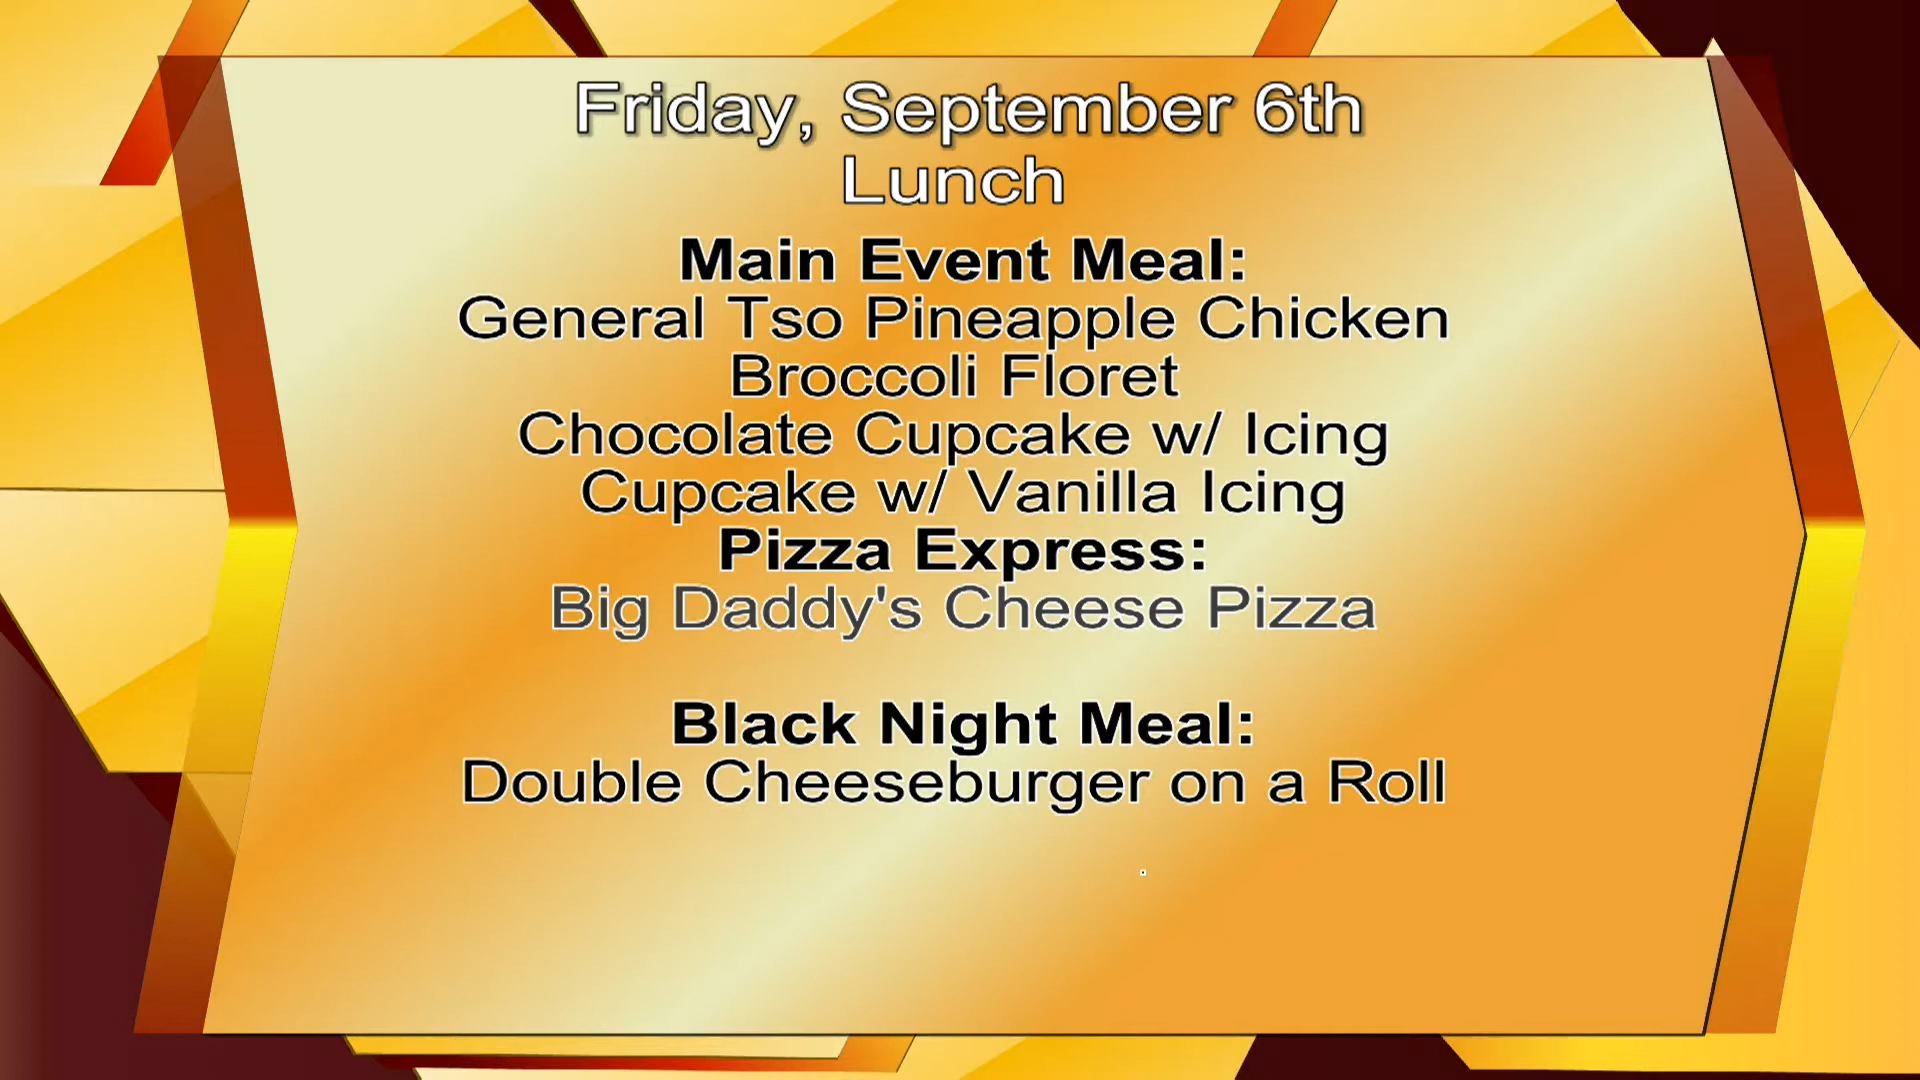 Friday, September 6th
Lunch
Main Event Meal:
General Tso Pineapple Chicken
Broccoli Floret
Chocolate Cupcake w/ Icing
Cupcake w/ Vanilla Icing
Pizza Express:
Big Daddy's Cheese Pizza
Black Night Meal:
Double Cheeseburger on a Roll
.